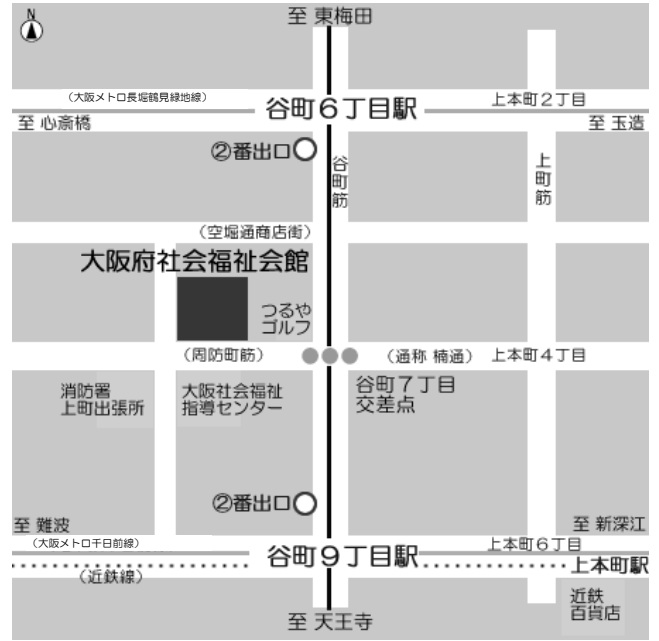 N
至 東梅田
(大阪メトロ長堀鶴見緑地線)
谷町6丁目駅
上本町2丁目
至 心斎橋
至 玉造
②番出口
谷町筋
上町筋
(空堀通商店街)
大阪府社会福祉会館
つるや
ゴルフ
(周防町筋)
(通称 楠通)
上本町4丁目
消防署
上町出張所
大阪社会福祉
指導センター
谷町7丁目
交差点
②番出口
至 難波
至 新深江
(大阪メトロ千日前線)
谷町9丁目駅
上本町6丁目
上本町駅
(近鉄線)
近鉄
百貨店
至 天王寺